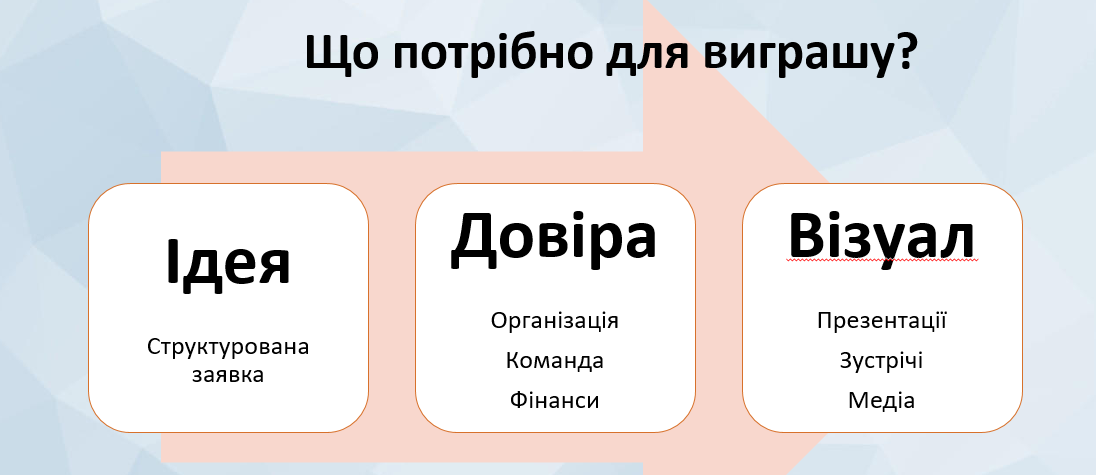 Що потрібно для виграшу?
Ідея
Структурована
заявка
Довіра
Організація
Команда
Фінанси
Візуал
Презентації
Зустрічі
Медіа